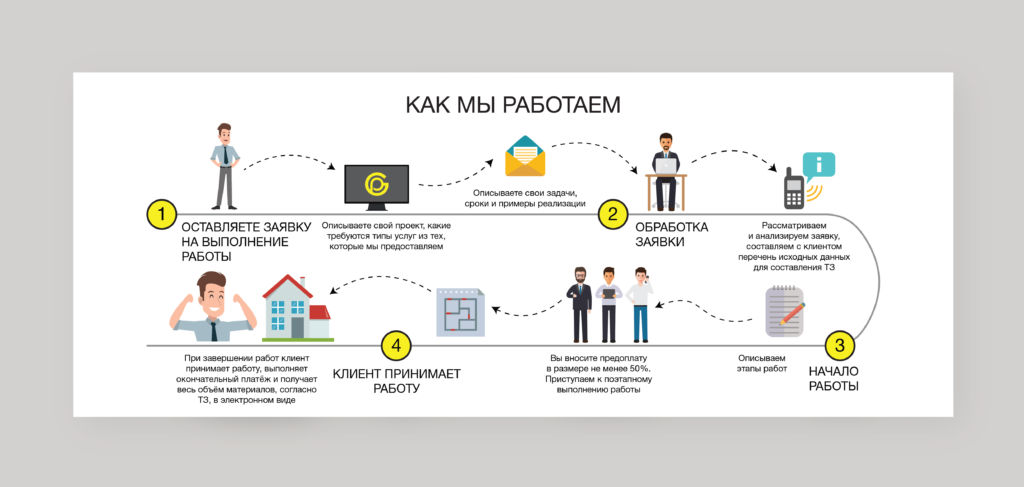 КАК МЫ РАБОТАЕМ
1
ОСТАВЛЯЕТЕ ЗАЯВКУ
НА ВЫПОЛНЕНИЕ
РАБОТЫ
Описываете свой проект, какие
требуются типы услуг из тех,
которые мы предоставляем
Описываете свои задачи,
сроки и примеры реализации
2
ОБРАБОТКА
ЗАЯВКИ
i
Рассматриваем
и анализируем заявку,
составляем с клиентом
перечень исходных данных
для составления ТЗ
3
НАЧАЛО
РАБОТЫ
Описываем
этапы работ
Вы вносите предоплату
в размере не менее 50%.
Приступаем к поэтапному
выполнению работы
4
КЛИЕНТ ПРИНИМАЕТ
РАБОТУ
При завершении работ клиент
принимает работу, выполняет
окончательный платёж и получает
весь объём материалов, согласно
ТЗ, в электронном виде